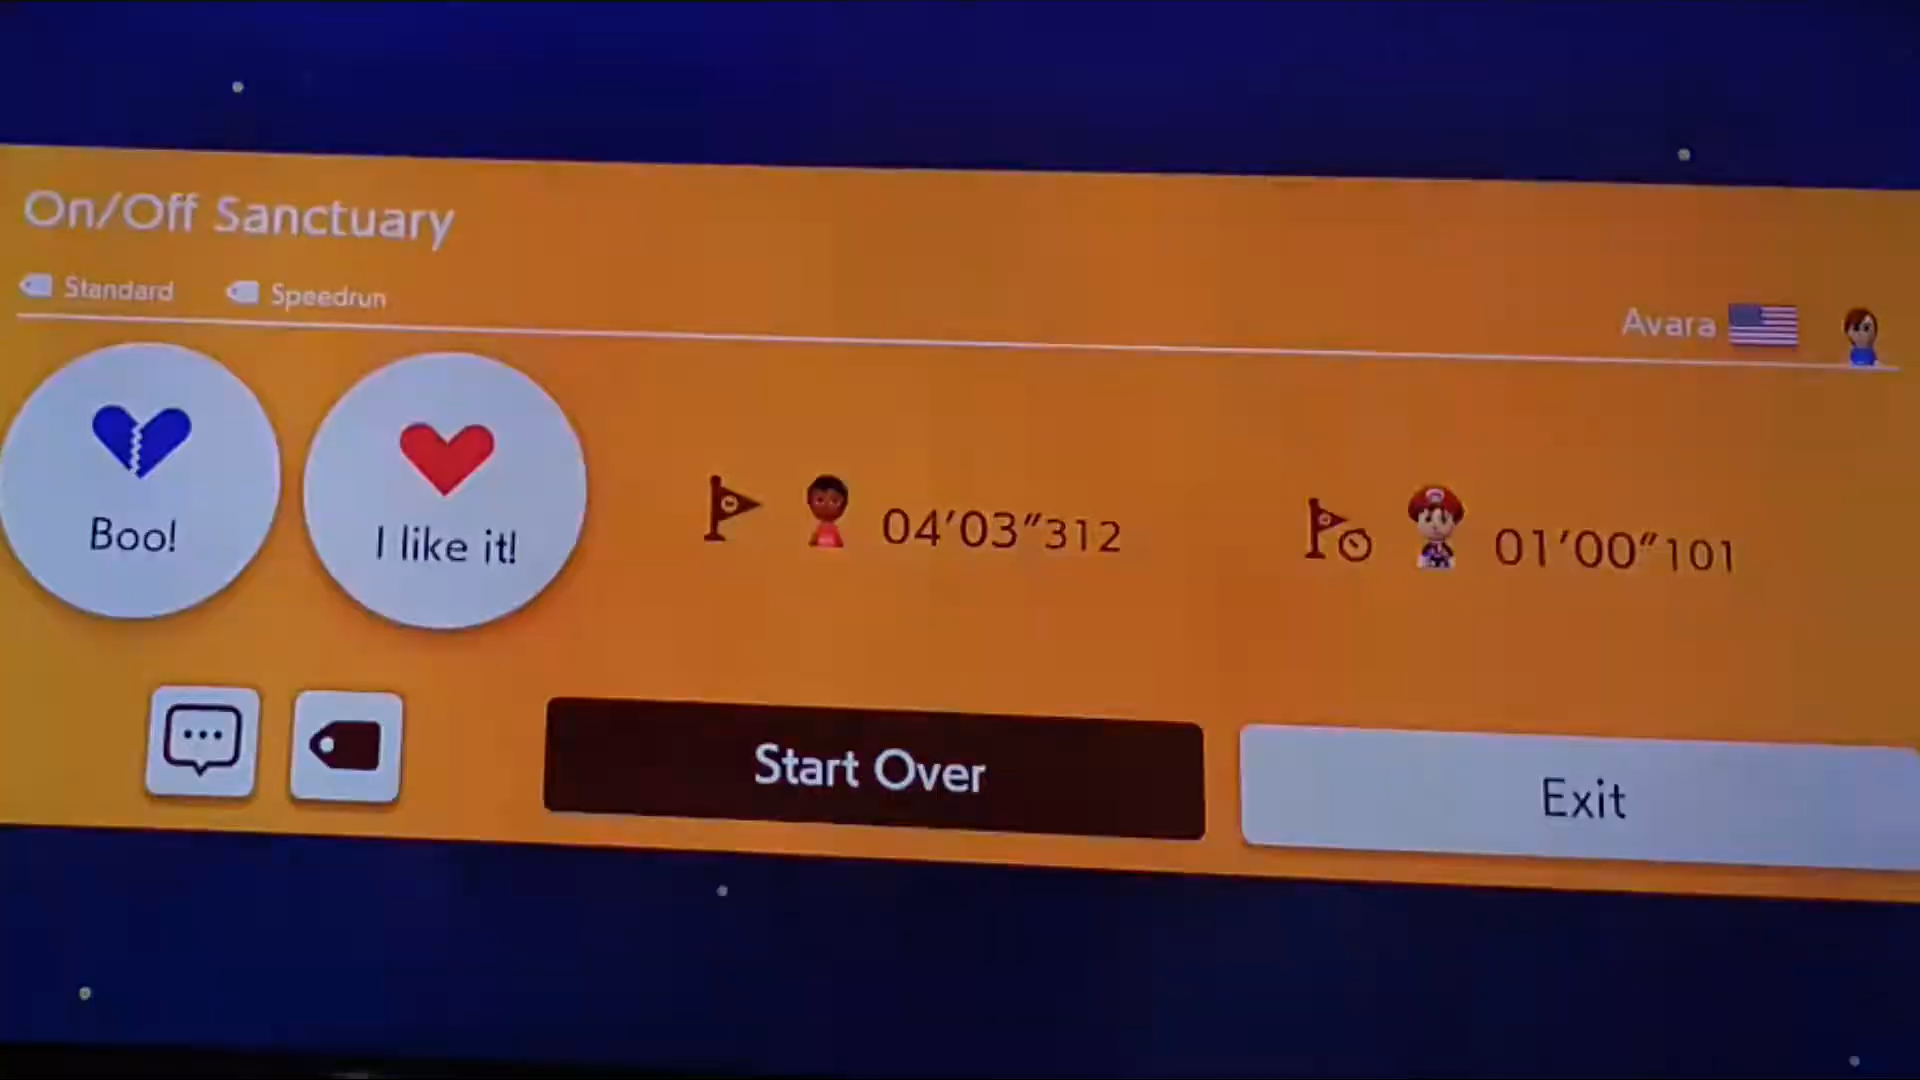 On/Off Sanctuary
Standard Speedrun
Avara
Boo!
I like it!
04'03"312
01'00"101
Start Over
Exit